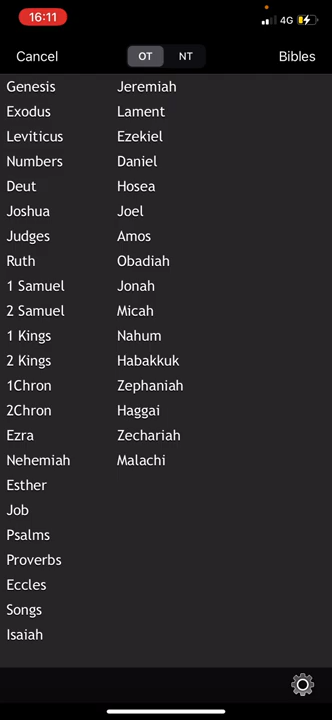 16:11
4G
Cancel
OT
NT
Bibles
Genesis
Exodus
Leviticus
Numbers
Deut
Joshua
Judges
Ruth
1 Samuel
2 Samuel
1 Kings
2 Kings
1Chron
2Chron
Ezra
Nehemiah
Esther
Job
Psalms
Proverbs
Eccles
Songs
Isaiah
Jeremiah
Lament
Ezekiel
Daniel
Hosea
Joel
Amos
Obadiah
Jonah
Micah
Nahum
Habakkuk
Zephaniah
Haggai
Zechariah
Malachi